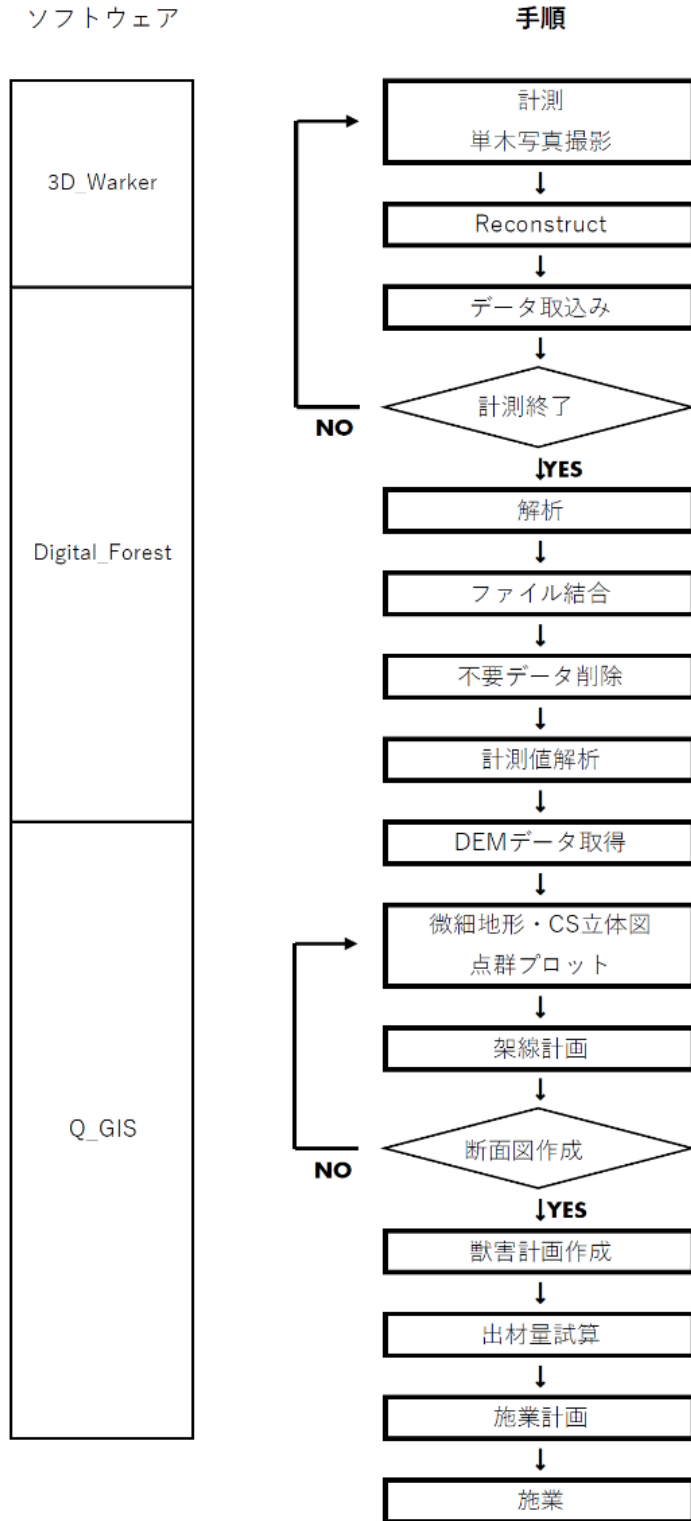 ソフトウェア
手順
3D_Warker
計測
単木写真撮影
↓
Reconstruct
↓
データ取込み
↓
計測終了
NO
↓YES
Digital_Forest
解析
↓
ファイル結合
↓
不要データ削除
↓
計測値解析
↓
DEMデータ取得
↓
Q_GIS
微細地形・CS立体図
点群プロット
↓
架線計画
↓
断面図作成
NO
↓YES
獣害計画作成
↓
出材量試算
↓
施業計画
↓
施業